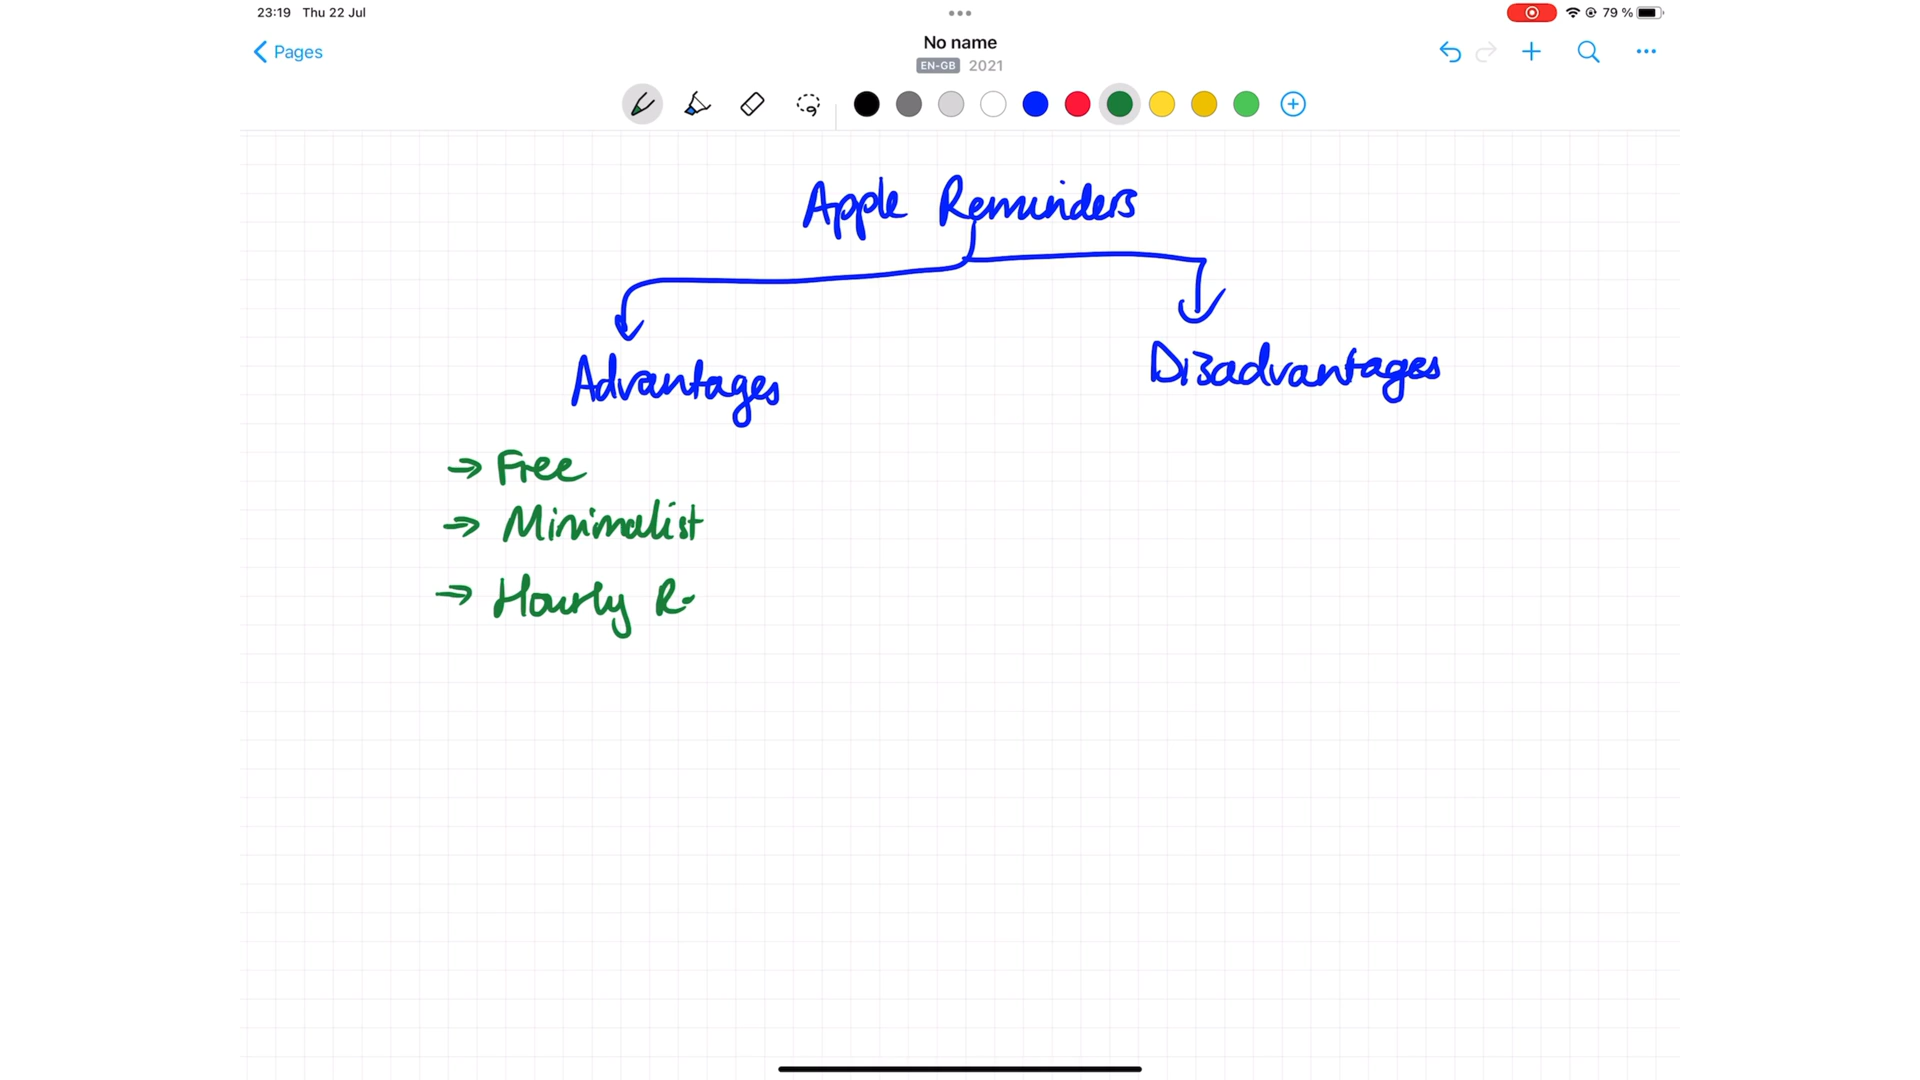 23:19 Thu 22 Jul
79 %
Pages
No name
EN-GB 2021
Apple Reminders
Advantages
Disadvantages
→ Free
→ Minimalist
→ Hourly R